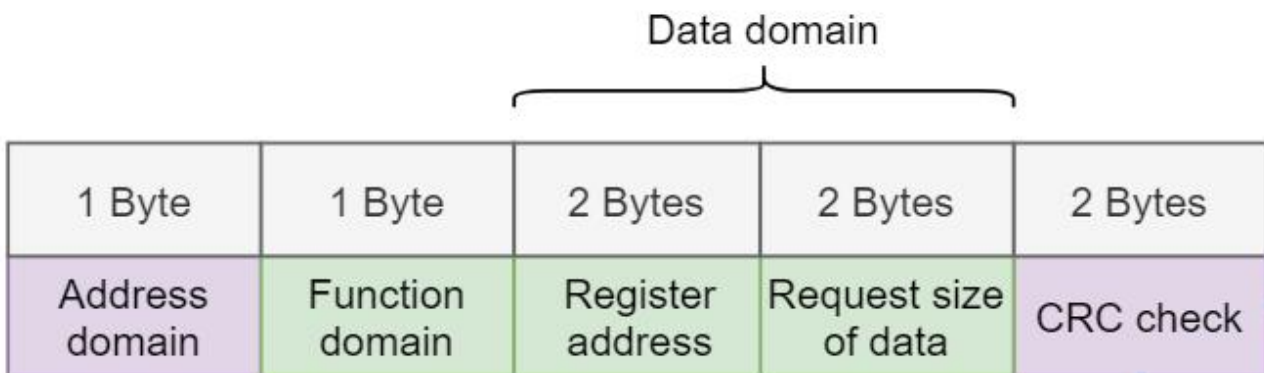 Data domain
1 Byte
1 Byte
2 Bytes
2 Bytes
2 Bytes
Address
domain
Function
domain
Register
address
Request size
of data
CRC check